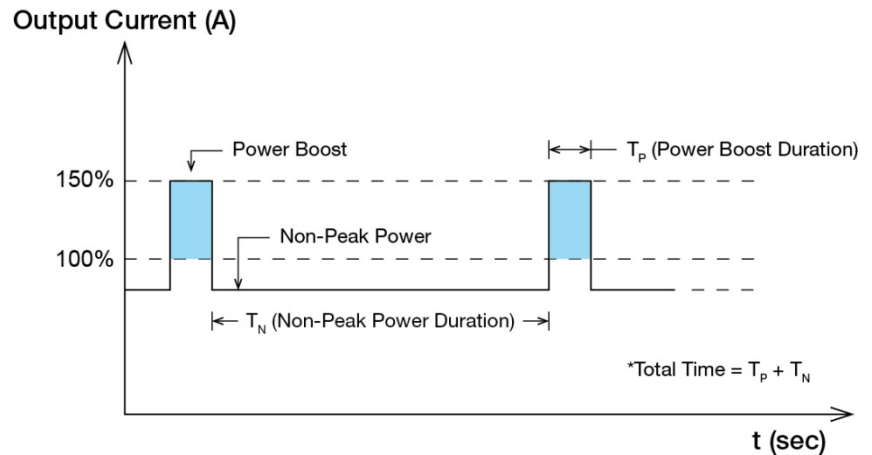 Output Current (A)
Power Boost
T_P (Power Boost Duration)
150%
Non-Peak Power
100%
T_N (Non-Peak Power Duration)
*Total Time = T_P + T_N
t (sec)